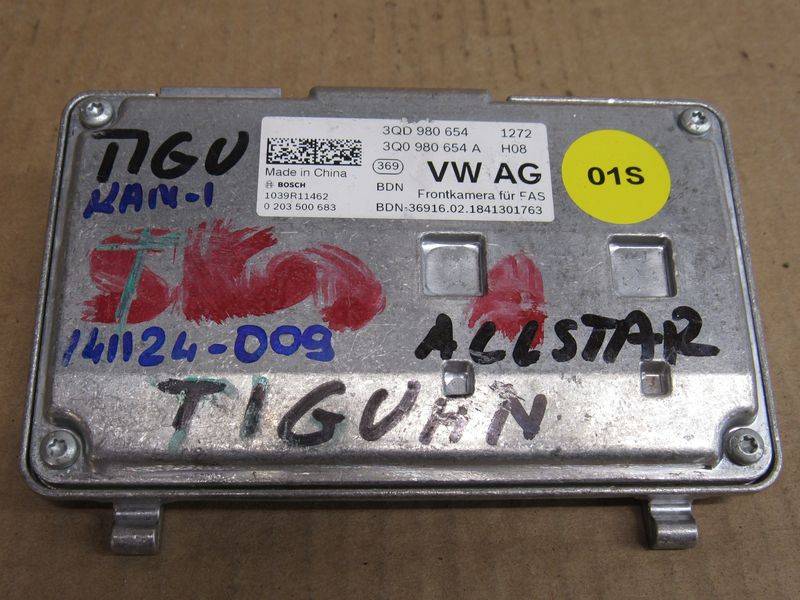 3QD 980 654 1272
3Q0 980 654 A H08
Made in China
369
VW AG
BOSCH
BDN
Frontkamera für FAS
1039R11462
0 203 500 683
BDN-36916.02.1841301763
01S
TIGU
KAM-1
141124-009
ALLSTAR
TIGUAN